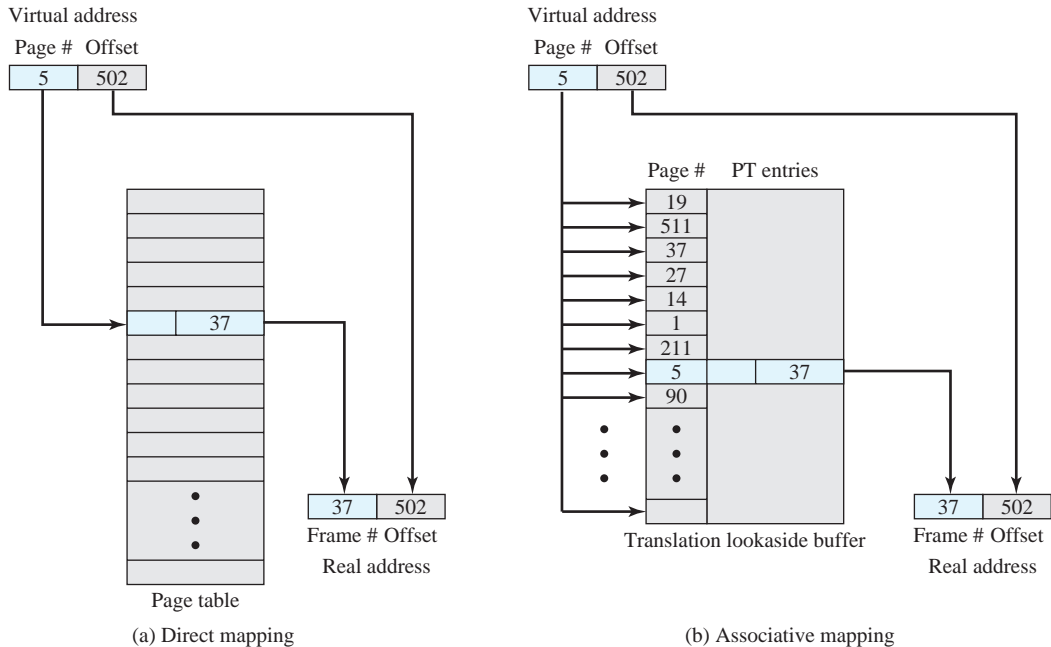 Virtual address
Page # Offset
5 502
37
37 502
Frame # Offset
Real address
Page table
(a) Direct mapping
Virtual address
Page # Offset
5 502
Page # PT entries
19
511
37
27
14
1
211
5 37
90
Translation lookaside buffer
37 502
Frame # Offset
Real address
(b) Associative mapping